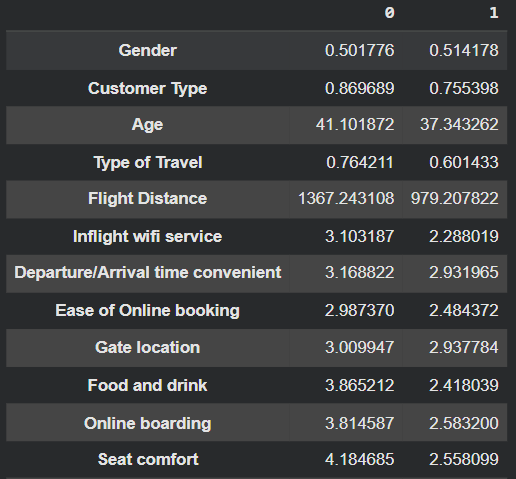 0 1
Gender 0.501776 0.514178
Customer Type 0.869689 0.755398
Age 41.101872 37.343262
Type of Travel 0.764211 0.601433
Flight Distance 1367.243108 979.207822
Inflight wifi service 3.103187 2.288019
Departure/Arrival time convenient 3.168822 2.931965
Ease of Online booking 2.987370 2.484372
Gate location 3.009947 2.937784
Food and drink 3.865212 2.418039
Online boarding 3.814587 2.583200
Seat comfort 4.184685 2.558099